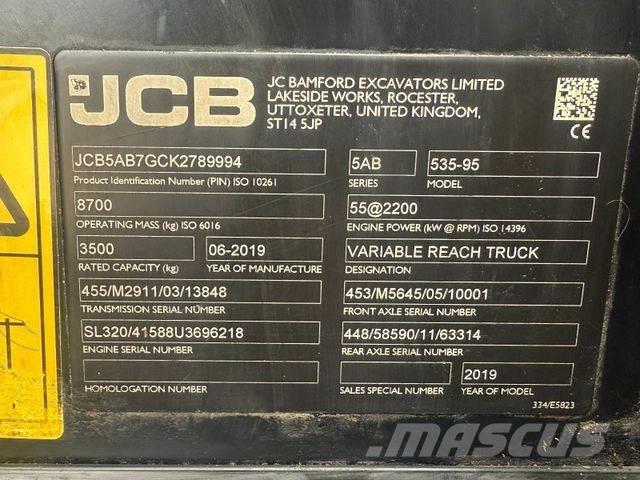 JCB
JC BAMFORD EXCAVATORS LIMITED
LAKESIDE WORKS, ROCESTER,
UTTOXETER, UNITED KINGDOM,
ST14 5JP
JCB5AB7GCK2789994
Product Identification Number (PIN) ISO 10261
5AB
SERIES
535-95
MODEL
8700
OPERATING MASS (kg) ISO 6016
55@2200
ENGINE POWER (kW @ RPM) ISO 14396
3500
RATED CAPACITY (kg)
06-2019
YEAR OF MANUFACTURE
VARIABLE REACH TRUCK
DESIGNATION
455/M2911/03/13848
TRANSMISSION SERIAL NUMBER
453/M5645/05/10001
FRONT AXLE SERIAL NUMBER
SL320/41588U3696218
ENGINE SERIAL NUMBER
448/58590/11/63314
REAR AXLE SERIAL NUMBER
HOMOLOGATION NUMBER
SALES SPECIAL NUMBER
2019
YEAR OF MODEL
334/E5823
CE
MASCUS